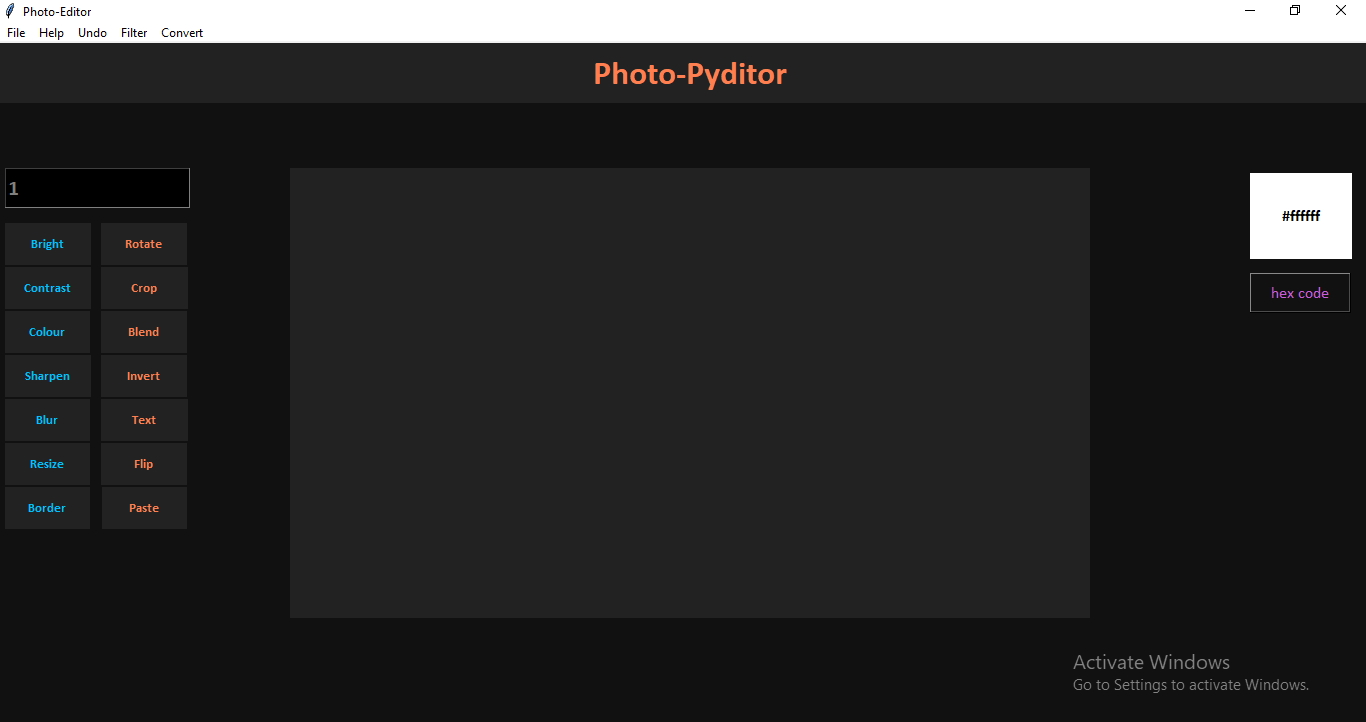 Photo-Editor
File Help Undo Filter Convert
Photo-Pyditor
1
#ffffff
Bright Rotate
Contrast Crop
hex code
Colour Blend
Sharpen Invert
Blur Text
Resize Flip
Border Paste
Activate Windows
Go to Settings to activate Windows.